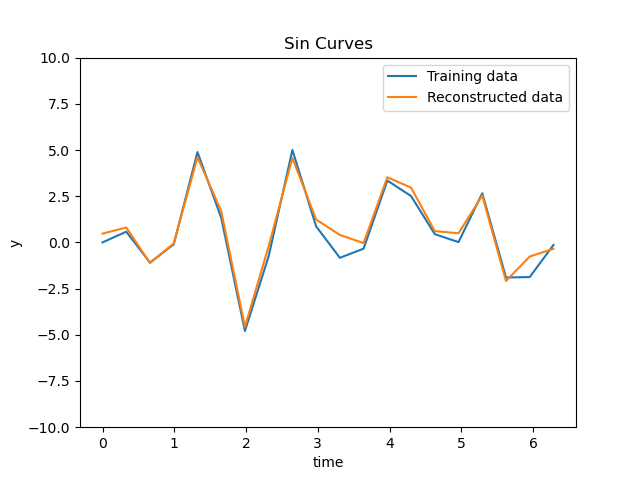 Sin Curves
Training data
Reconstructed data
10.0
7.5
5.0
2.5
0.0
−2.5
−5.0
−7.5
−10.0
y
0 1 2 3 4 5 6
time